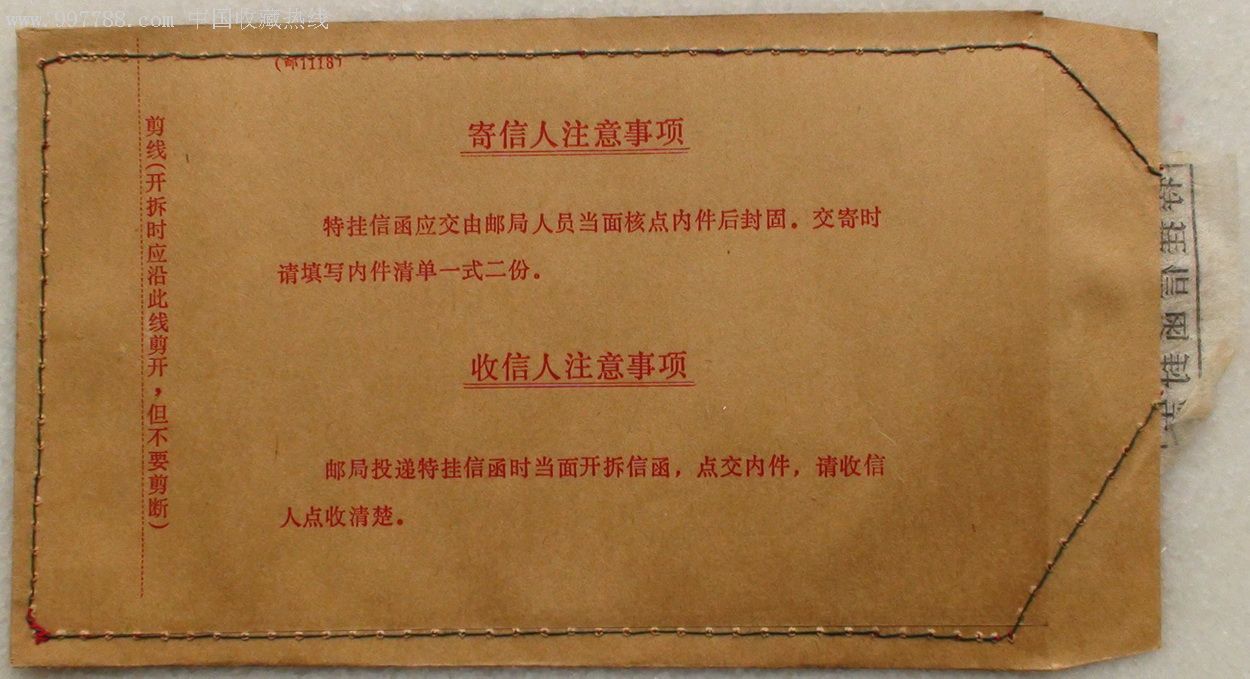 www.997788.com 中国收藏热线
(邮1118)
剪线(开拆时应沿此线剪开,但不要剪断)
寄信人注意事项
特挂信函应交由邮局人员当面核点内件后封固。交寄时
请填写内件清单一式二份。
收信人注意事项
邮局投递特挂信函时当面开拆信函,点交内件,请收信
人点收清楚。
特挂信函封